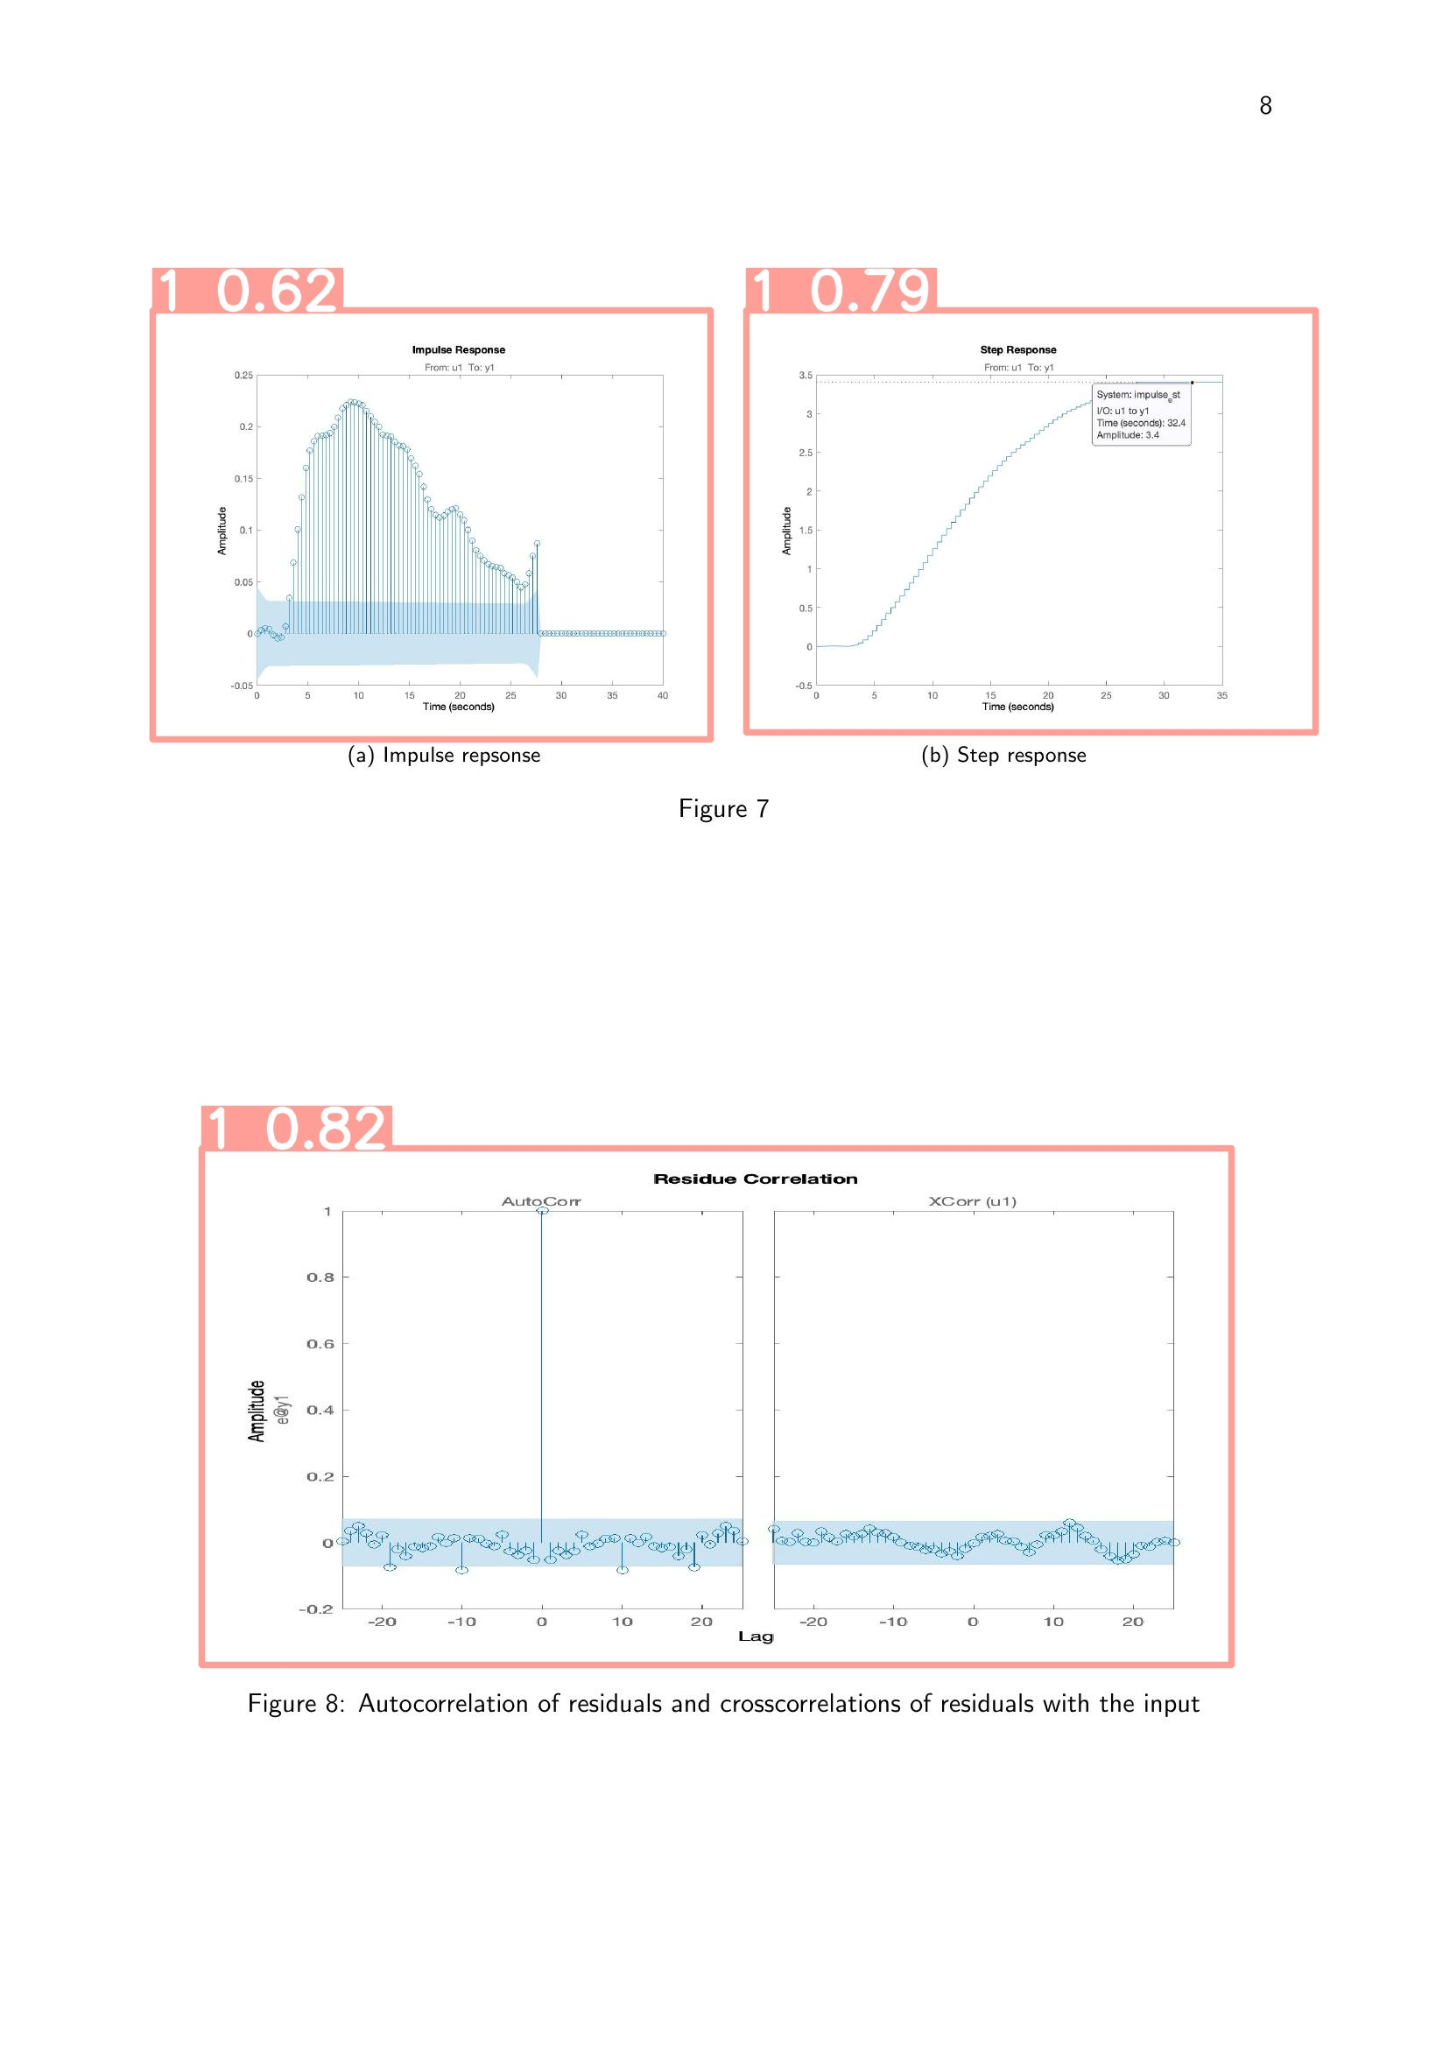 8
1 0.62
Impulse Response
From: u1 To: y1
0.25
0.2
0.15
0.1
0.05
0
-0.05
Amplitude
0 5 10 15 20 25 30 35 40
Time (seconds)
(a) Impulse repsonse
1 0.79
Step Response
From: u1 To: y1
3.5
3
2.5
2
1.5
1
0.5
0
-0.5
Amplitude
System: impulse_est
I/O: u1 to y1
Time (seconds): 32.4
Amplitude: 3.4
0 5 10 15 20 25 30 35
Time (seconds)
(b) Step response
Figure 7
1 0.82
Residue Correlation
AutoCorr
XCorr (u1)
1
0.8
0.6
0.4
0.2
0
-0.2
Amplitude
e@y1
-20 -10 0 10 20
-20 -10 0 10 20
Lag
Figure 8: Autocorrelation of residuals and crosscorrelations of residuals with the input